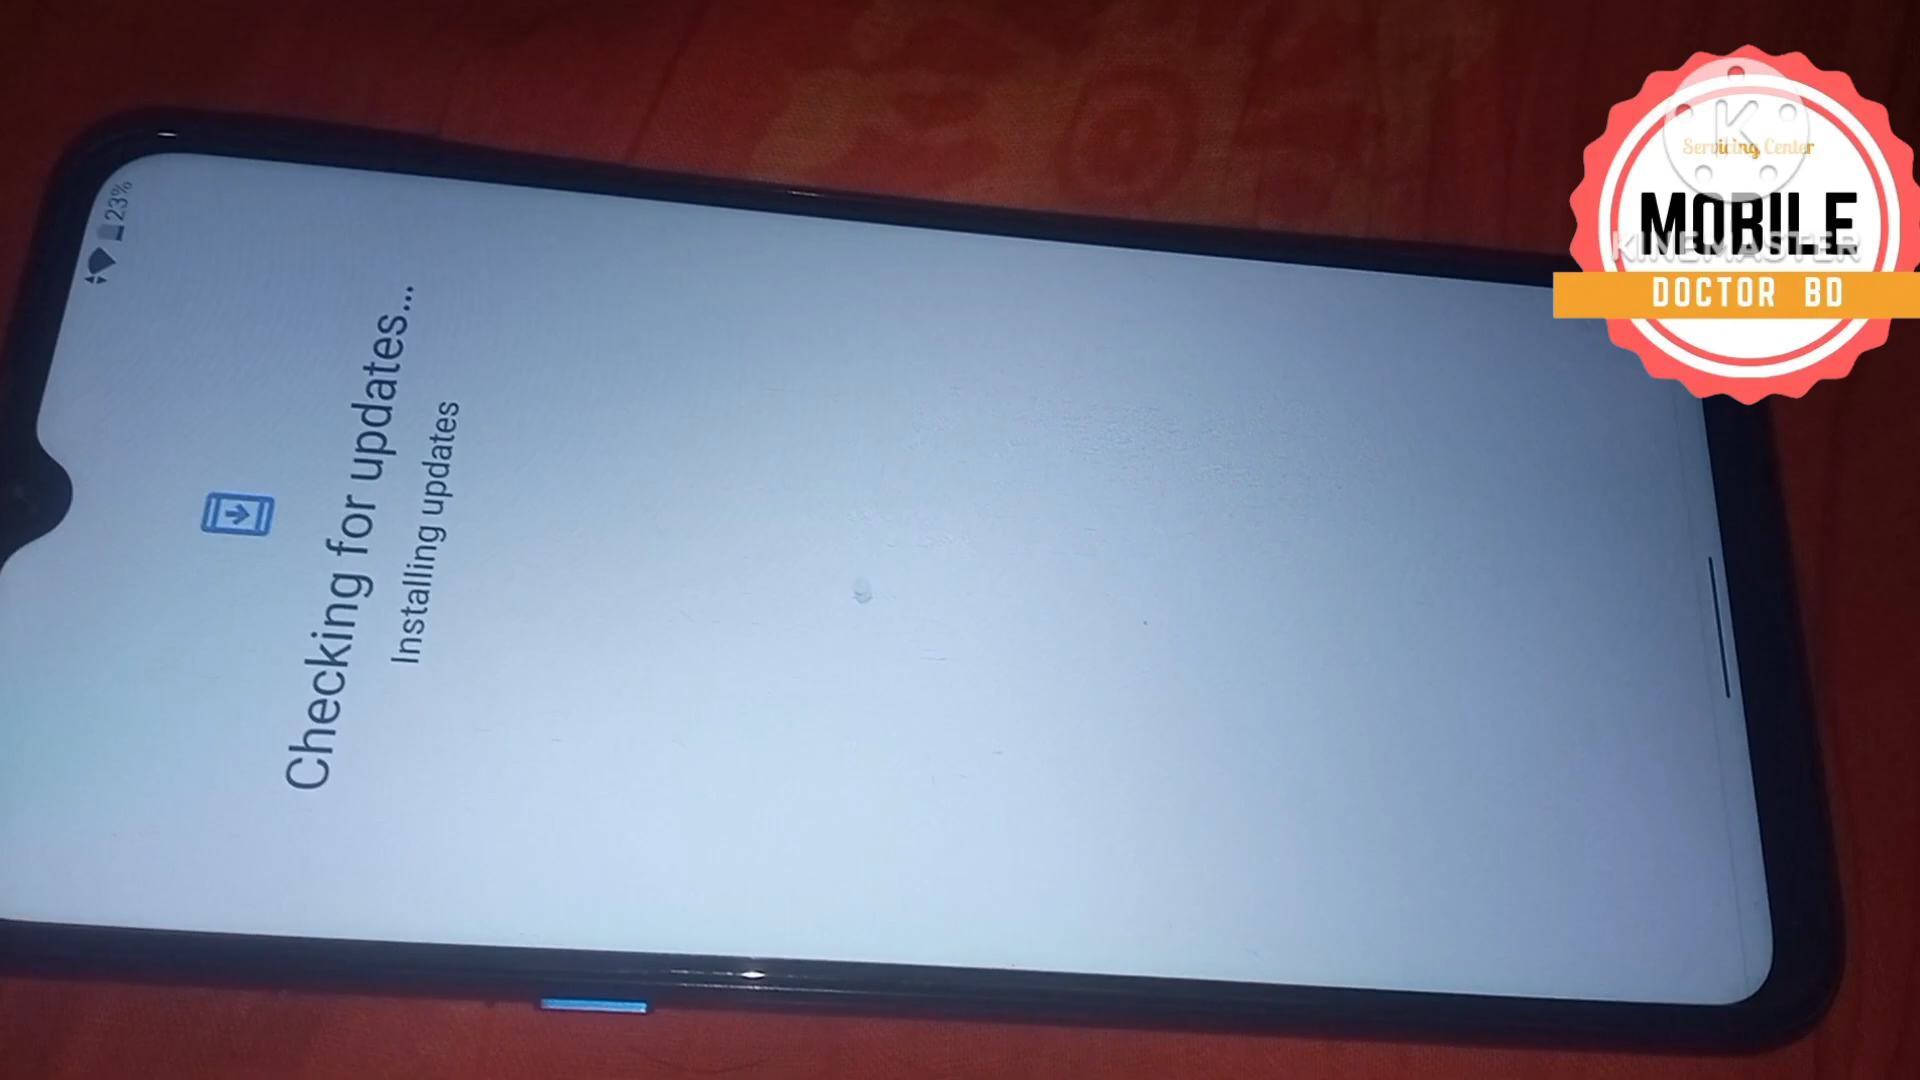 23%
Checking for updates...
Installing updates
K
Servicing Center
MOBILE
KINEMASTER
DOCTOR BD